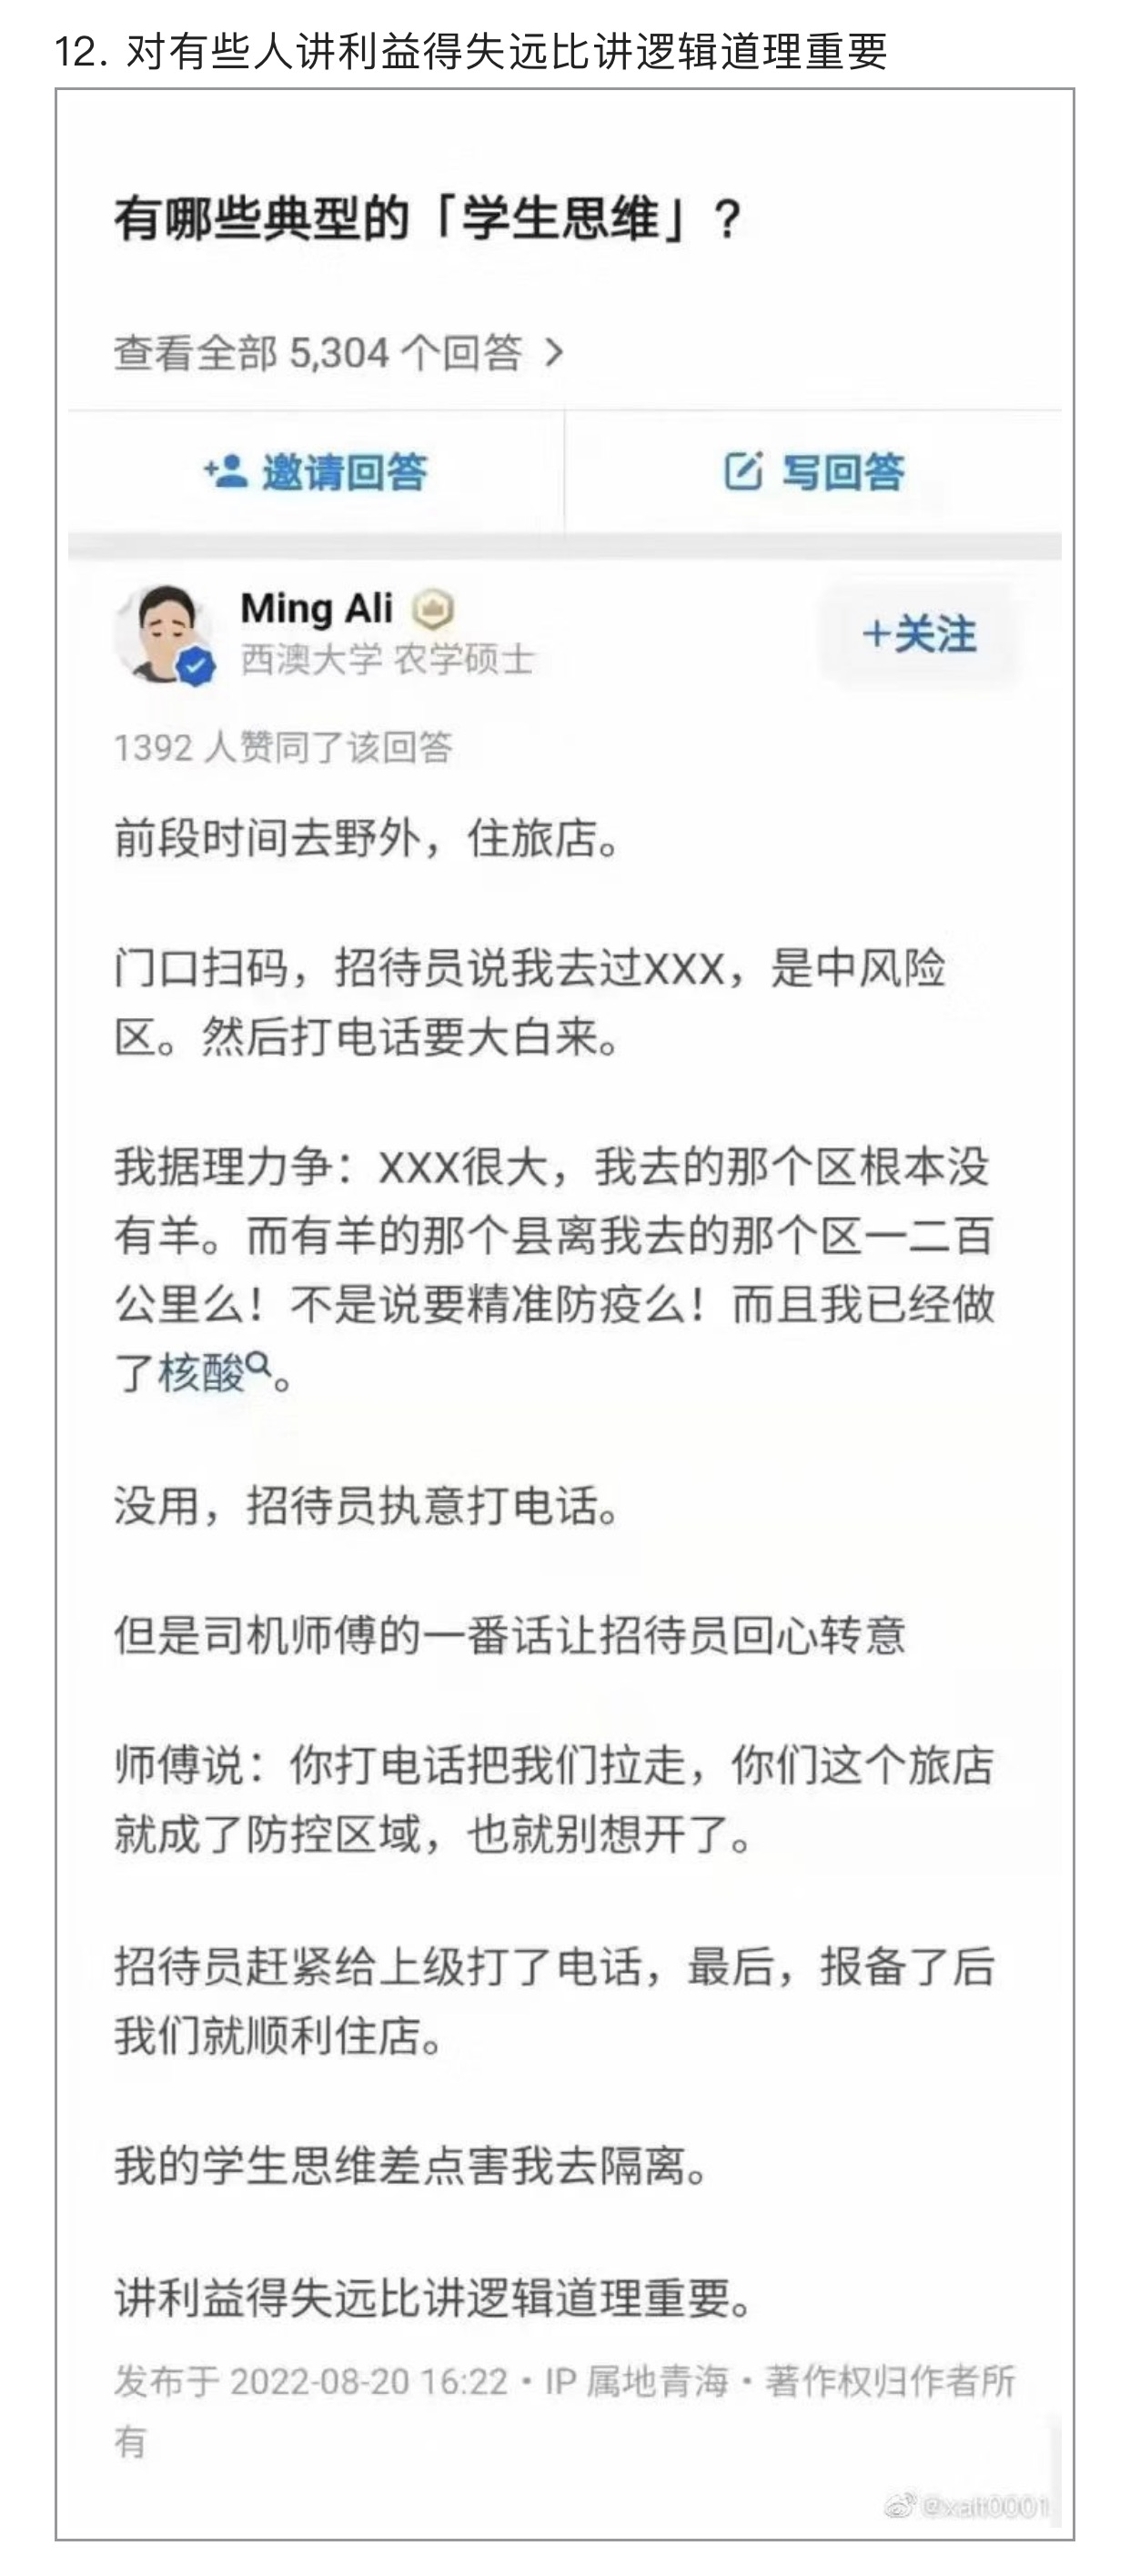 12. 对有些人讲利益得失远比讲逻辑道理重要
有哪些典型的「学生思维」?
查看全部 5,304 个回答 >
邀请回答
写回答
Ming Ali
+关注
西澳大学 农学硕士
1392 人赞同了该回答
前段时间去野外，住旅店。
门口扫码，招待员说我去过XXX，是中风险
区。然后打电话要大白来。
我据理力争：XXX很大，我去的那个区根本没
有羊。而有羊的那个县离我去的那个区一二百
公里么！不是说要精准防疫么！而且我已经做
了核酸。
没用，招待员执意打电话。
但是司机师傅的一番话让招待员回心转意
师傅说：你打电话把我们拉走，你们这个旅店
就成了防控区域，也就别想开了。
招待员赶紧给上级打了电话，最后，报备了后
我们就顺利住店。
我的学生思维差点害我去隔离。
讲利益得失远比讲逻辑道理重要。
发布于 2022-08-20 16:22・IP 属地青海・著作权归作者所
有